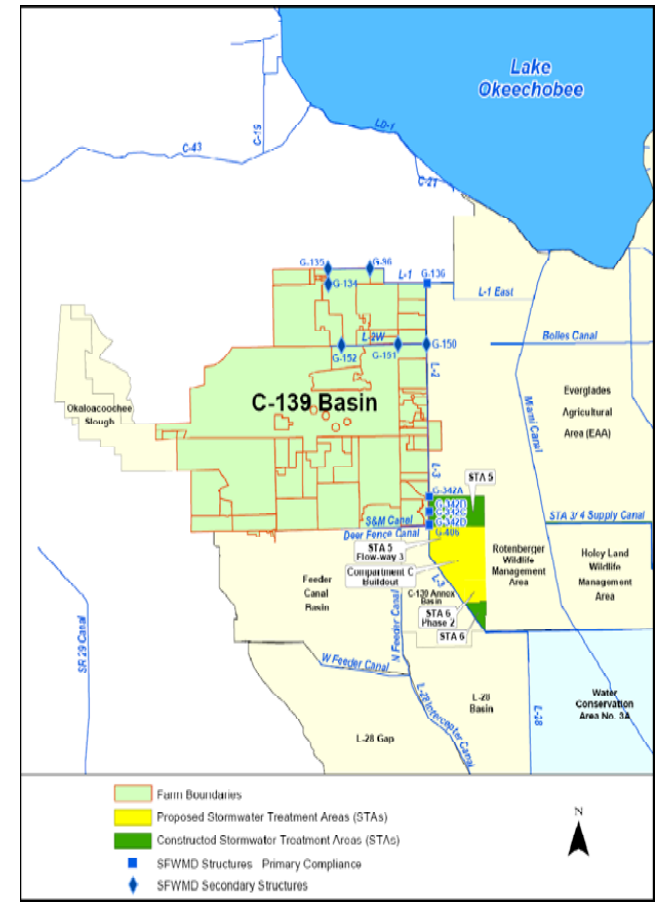 Lake
Okeechobee
LD-1
C-19
C-43
C-21
G-135
G-96
G-136
G-134
L-1
L-1 East
L-2W
G-152
G-151
G-150
Bolles Canal
L-2
C-139 Basin
Okaloacoochee
Slough
Everglades
Agricultural
Area (EAA)
Miami Canal
L-3
STA 5
G-342A
G-342C
G-342D
G-406
S&M Canal
Deer Fence Canal
STA 3/ 4 Supply Canal
STA 5
Flow-way 3
Compartment C
Buildout
Rotenberger
Wildlife
Management
Area
Holey Land
Wildlife
Management
Area
Feeder
Canal
Basin
L-3
C-139 Annex
Basin
STA 6
Phase 2
STA 6
N Feeder Canal
W Feeder Canal
SR 29 Canal
L-28 Interceptor Canal
L-28
Basin
L-28
Water
Conservation
Area No. 3A
L-28 Gap
Farm Boundaries
Proposed Stormwater Treatment Areas (STAs)
Constructed Stormwater Treatment Areas (STAs)
SFWMD Structures Primary Compliance
SFWMD Secondary Structures
N